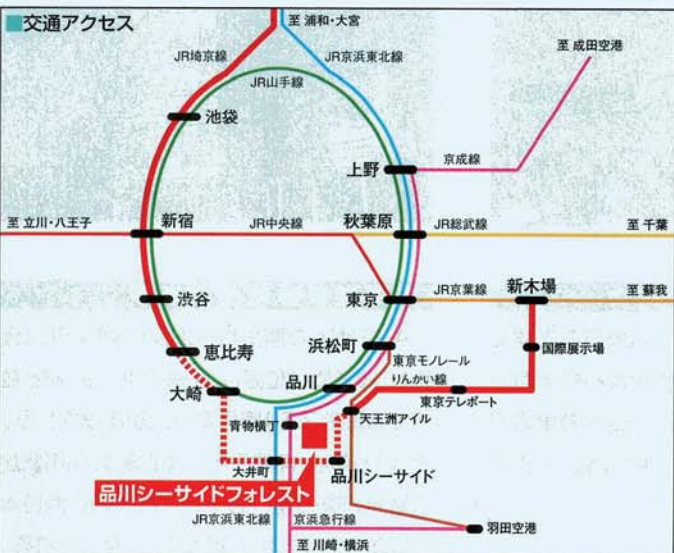 交通アクセス
至 浦和・大宮
至 成田空港
JR埼京線
JR京浜東北線
JR山手線
池袋
上野
京成線
至 立川・八王子
新宿
JR中央線
秋葉原
JR総武線
至 千葉
渋谷
東京
JR京葉線
新木場
至 蘇我
恵比寿
浜松町
東京モノレール
国際展示場
大崎
品川
りんかい線
東京テレポート
青物横丁
天王洲アイル
大井町
品川シーサイド
品川シーサイドフォレスト
JR京浜東北線
京浜急行線
羽田空港
至 川崎・横浜